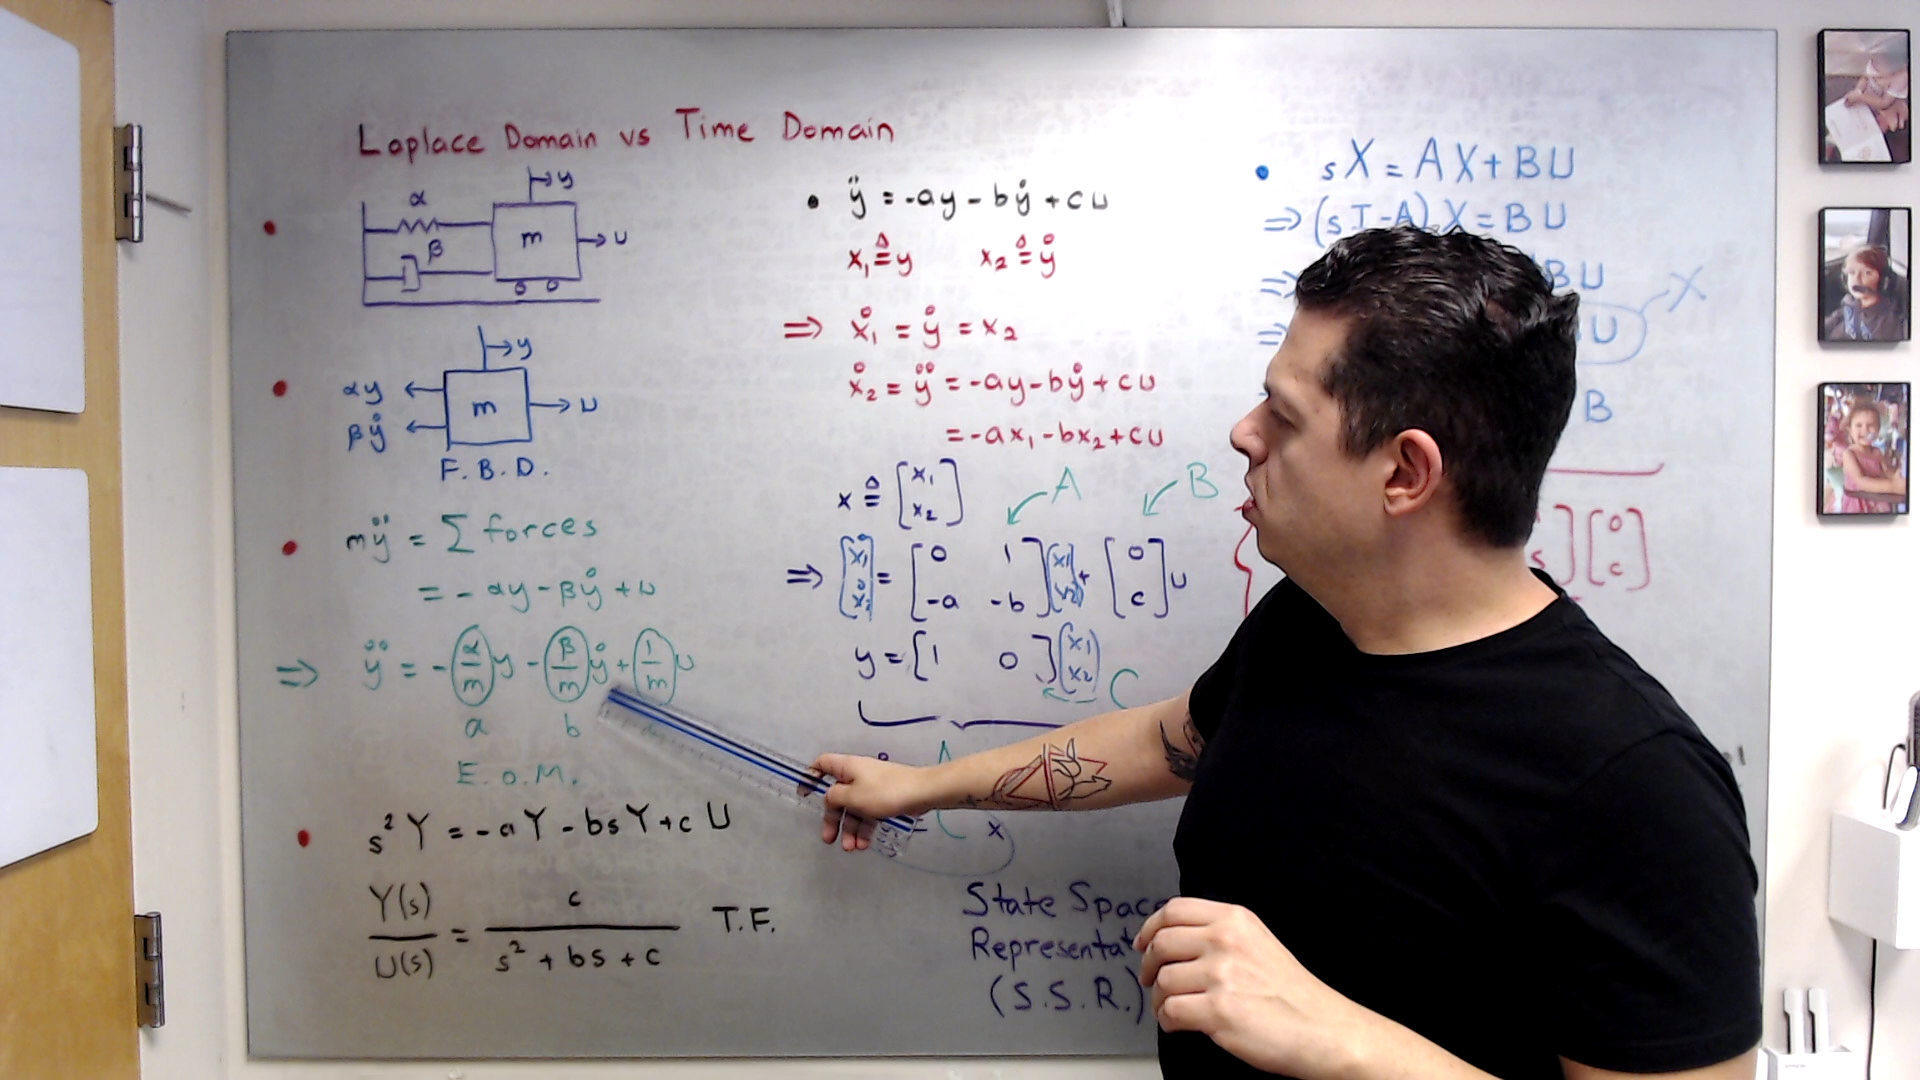 Laplace Domain vs Time Domain
α
β
m
→y
→U
→y
αy
βẏ
m
→U
F.B.D.
mÿ = Σ forces
= -αy - βẏ + U
⇒ ÿ = -(α/m)y - (β/m)ẏ + (1/m)U
a b
E.O.M.
s²Y = -aY - bsY + cU
Y(s)/U(s) = c/(s² + bs + c) T.F.
ÿ = -ay - bẏ + cU
x₁ ≜ y x₂ ≜ ẏ
⇒ ẋ₁ = ẏ = x₂
ẋ₂ = ÿ = -ay - bẏ + cU
= -ax₁ - bx₂ + cU
x ≜ [x₁ x₂]
A B
⇒ [ẋ₁ ẋ₂] = [0 1 -a -b][x₁ x₂] + [0 c]U
y = [1 0][x₁ x₂]
C
x
State Space
(S.S.R.)
sX = AX + BU
⇒ (sI-A)X = BU
⇒ BU
⇒ U
X
B
s][0 c]